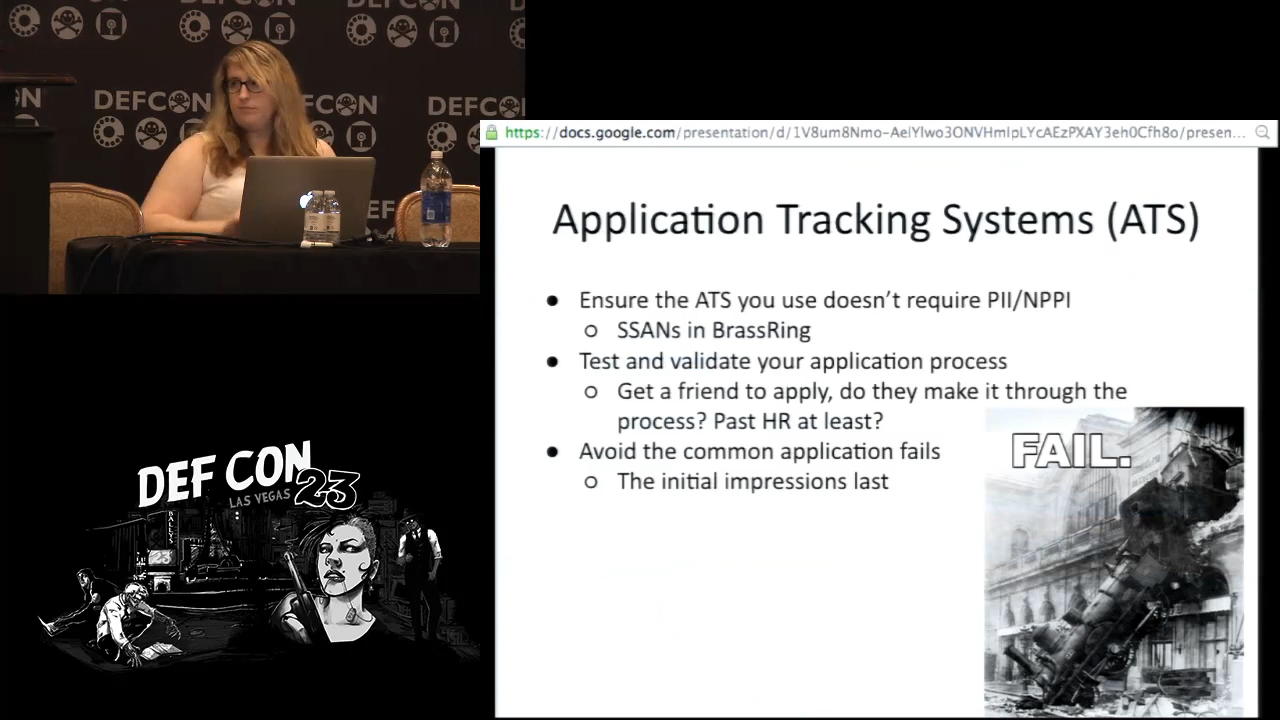 DEFCON
DEFCON
DEFCON
https://docs.google.com/presentation/d/1V8um8Nmo-AeiYlwo3ONVHmlpLYcAEzPXAY3eh0Cfh8o/presen...
Application Tracking Systems (ATS)
● Ensure the ATS you use doesn't require PII/NPPI
○ SSANs in BrassRing
● Test and validate your application process
○ Get a friend to apply, do they make it through the
process? Past HR at least?
● Avoid the common application fails
○ The initial impressions last
FAIL.
DEF CON
LAS VEGAS 23
BALLYS